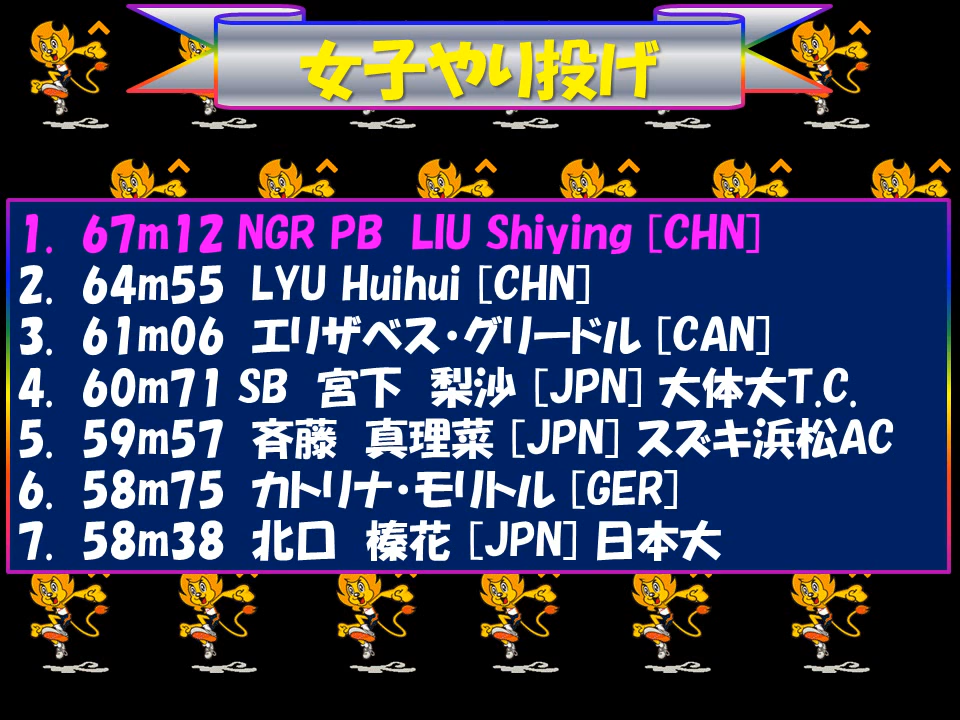 女子やり投げ
1. 67m12 NGR PB LIU Shiying [CHN]
2. 64m55 LYU Huihui [CHN]
3. 61m06 エリザベス・グリードル [CAN]
4. 60m71 SB 宮下 梨沙 [JPN] 大体大T.C.
5. 59m57 斉藤 真理菜 [JPN] スズキ浜松AC
6. 58m75 カトリナ・モリトル [GER]
7. 58m38 北口 榛花 [JPN] 日本大